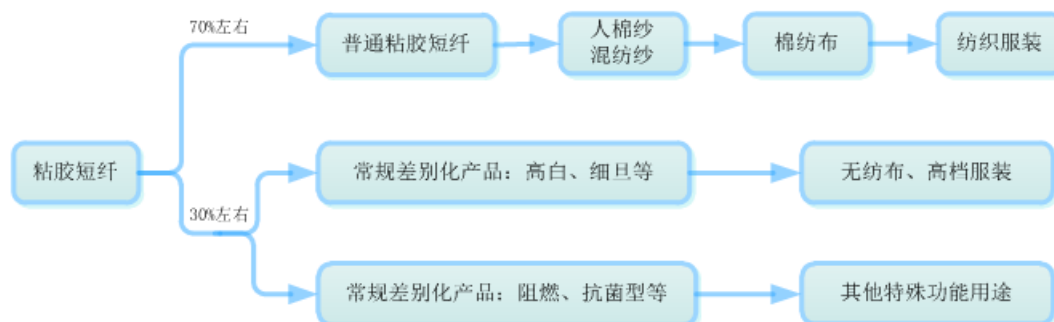 70%左右
普通粘胶短纤
人棉纱
混纺纱
棉纺布
纺织服装
粘胶短纤
常规差别化产品：高白、细旦等
无纺布、高档服装
30%左右
常规差别化产品：阻燃、抗菌型等
其他特殊功能用途